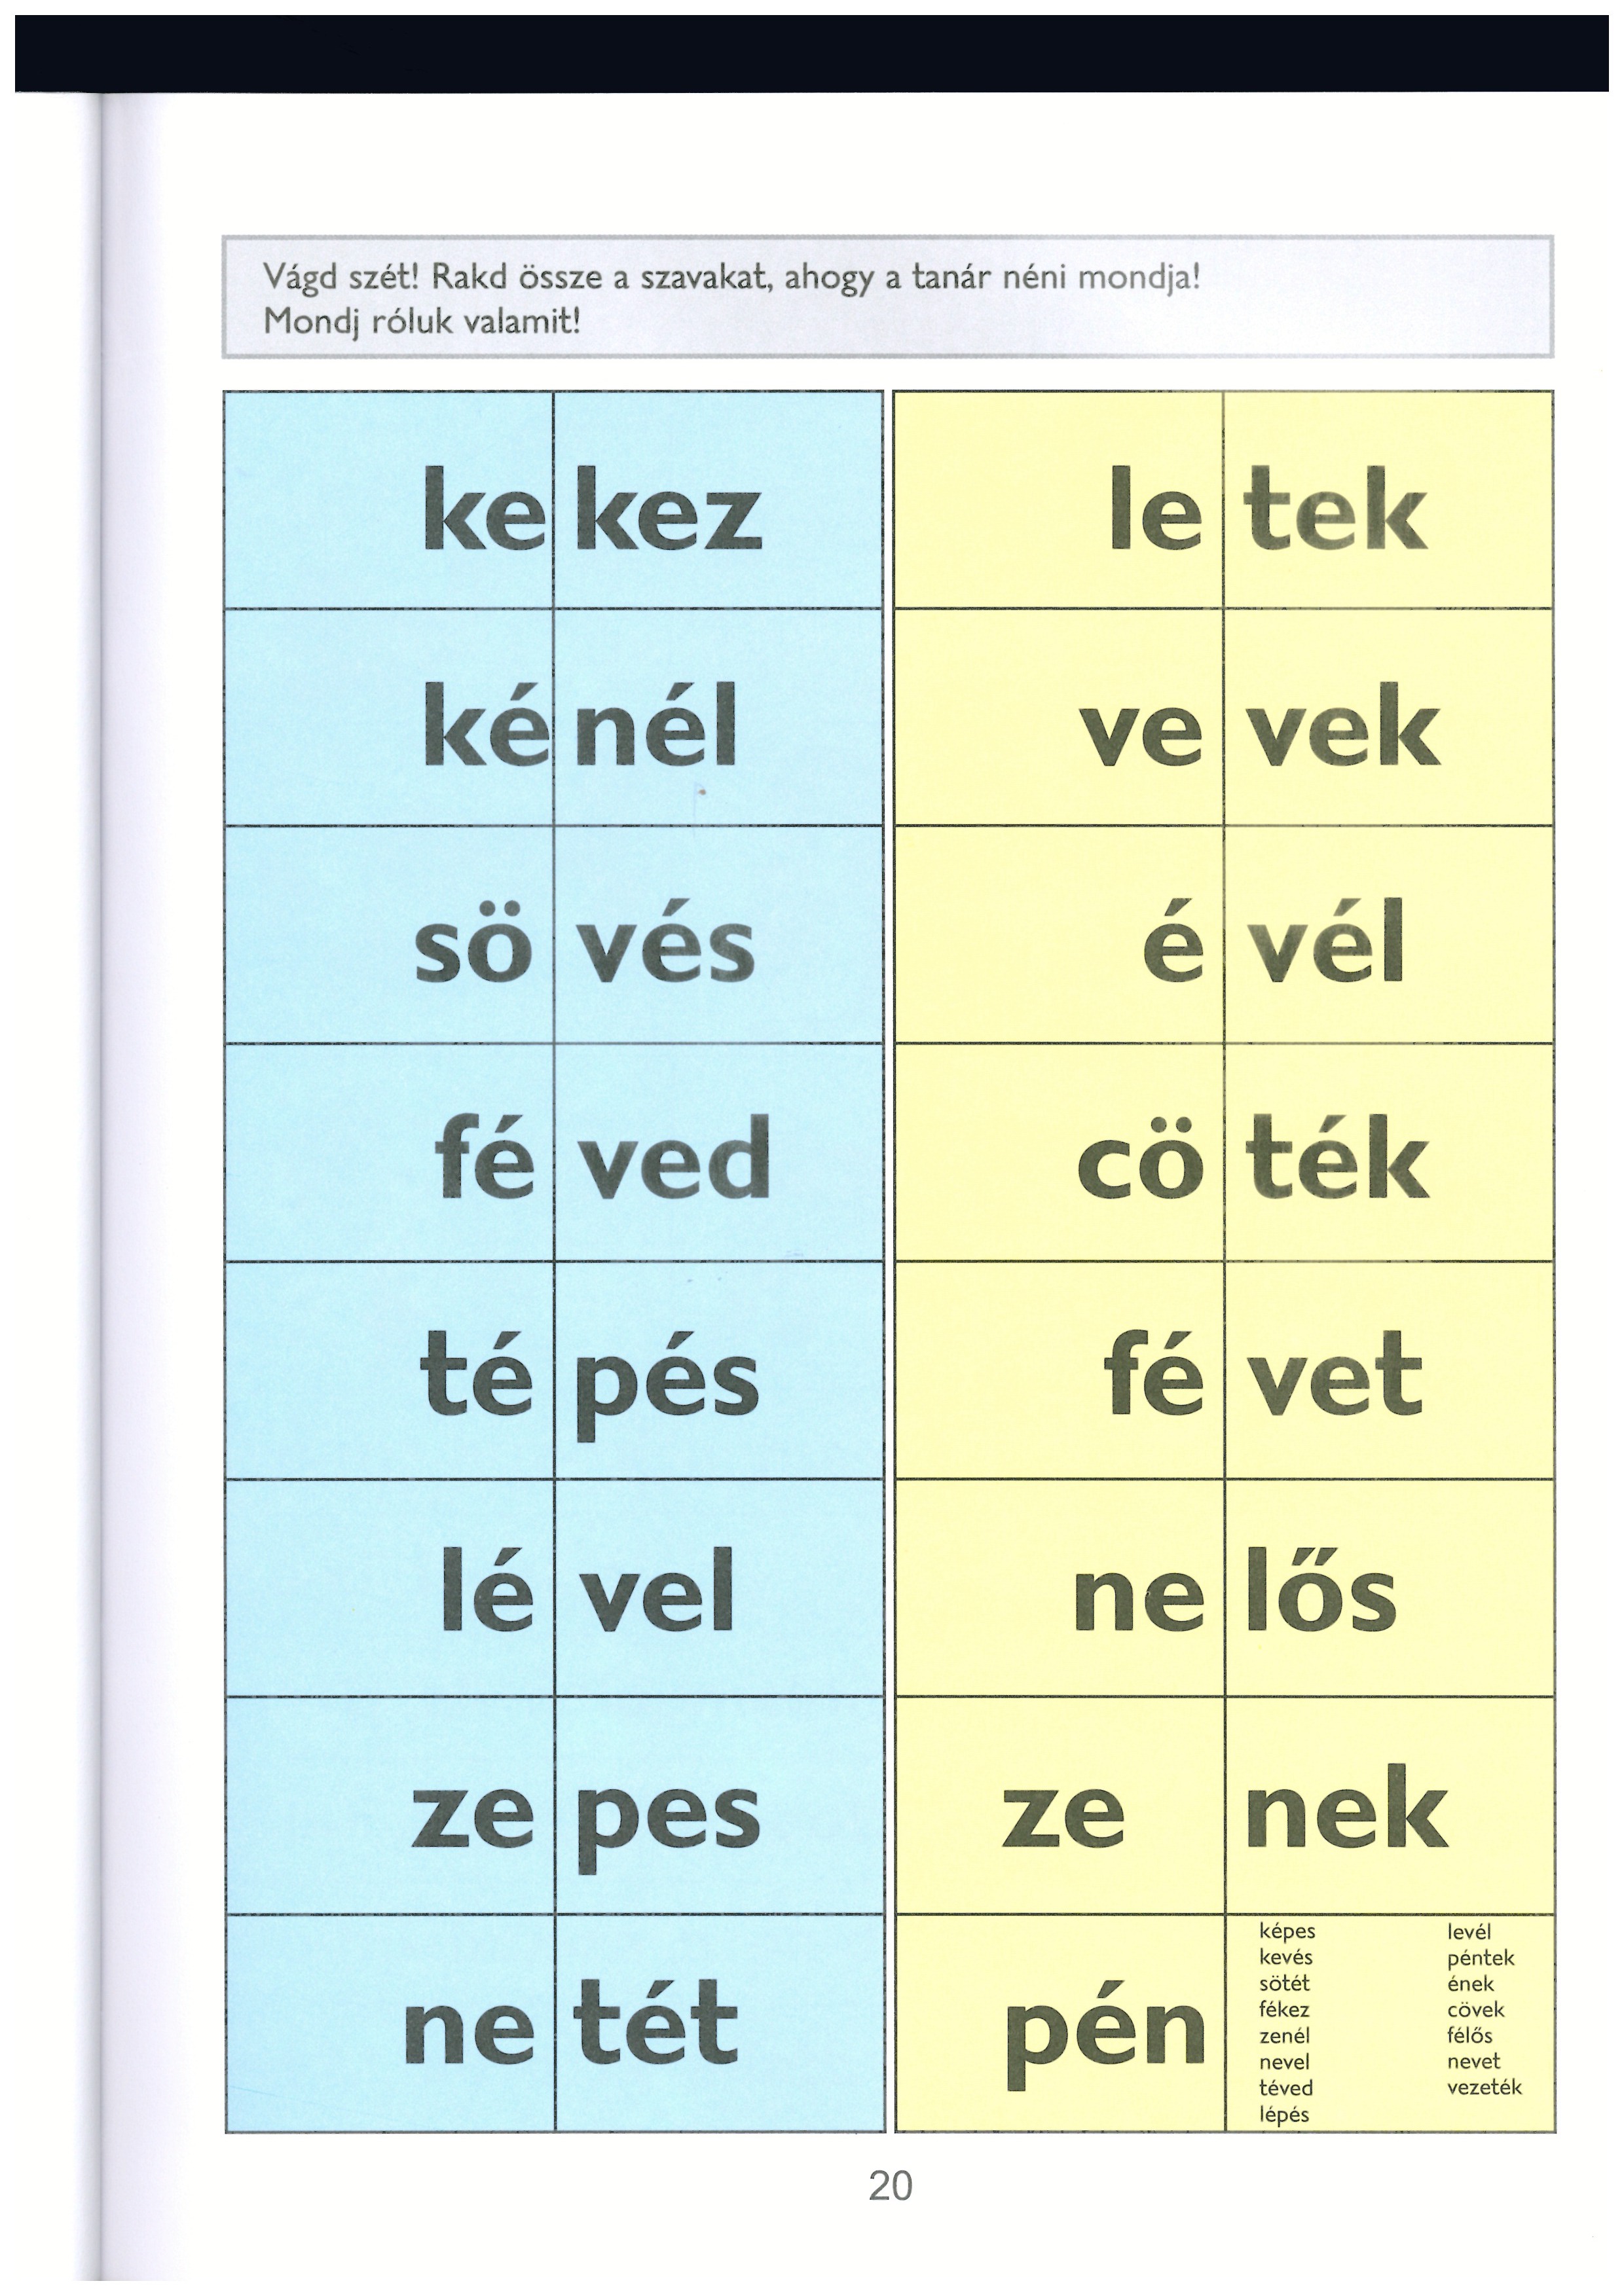 Vágd szét! Rakd össze a szavakat, ahogy a tanár néni mondja!
Mondj róluk valamit!
ke kez
ké nél
sö vés
fé ved
té pés
lé vel
ze pes
ne tét
le tek
ve vek
é vél
cö ték
fé vet
ne lős
ze nek
pén
képes
kevés
sötét
fékez
zenél
nevel
téved
lépés
levél
péntek
ének
cövek
félős
nevet
vezeték
20